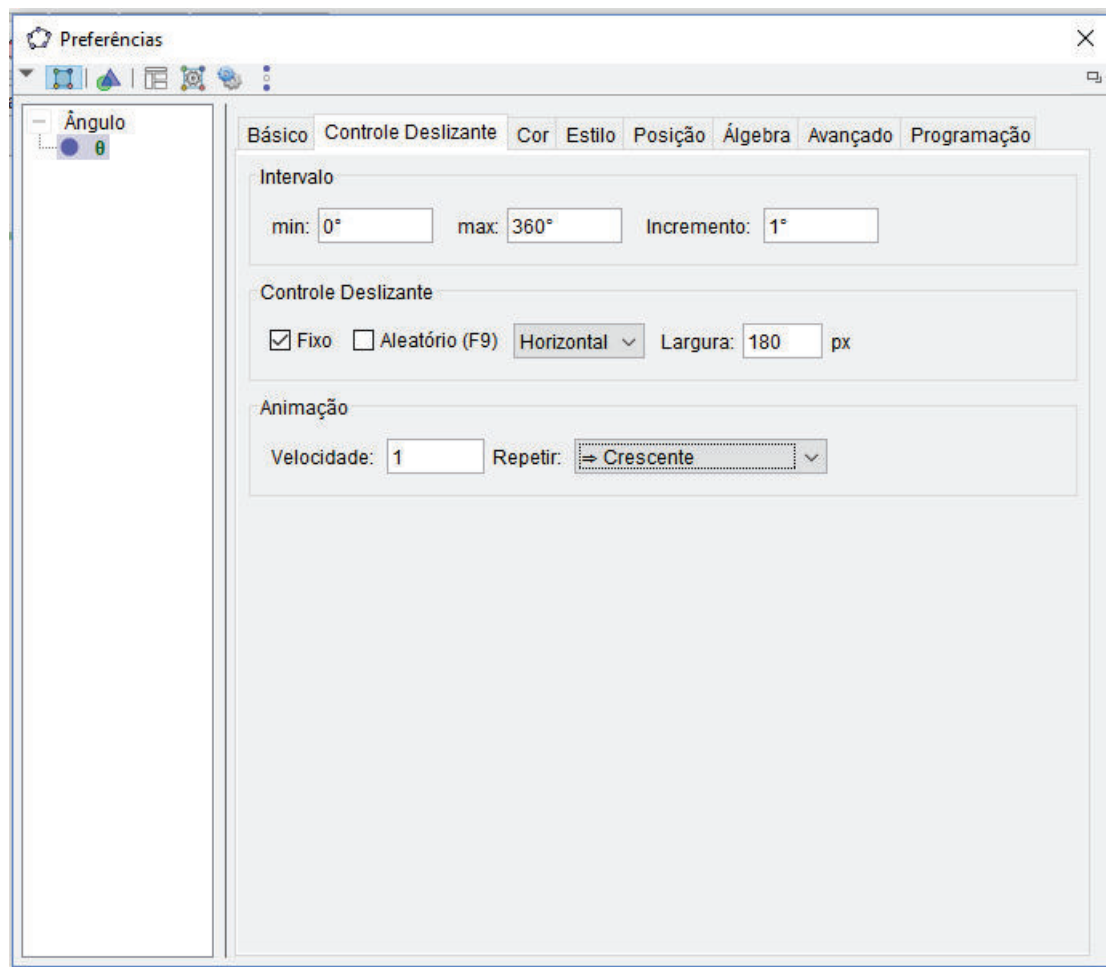 Preferências
Ângulo
θ
Básico Controle Deslizante Cor Estilo Posição Álgebra Avançado Programação
Intervalo
min: 0° max: 360° Incremento: 1°
Controle Deslizante
Fixo Aleatório (F9) Horizontal Largura: 180 px
Animação
Velocidade: 1 Repetir: ⇒ Crescente